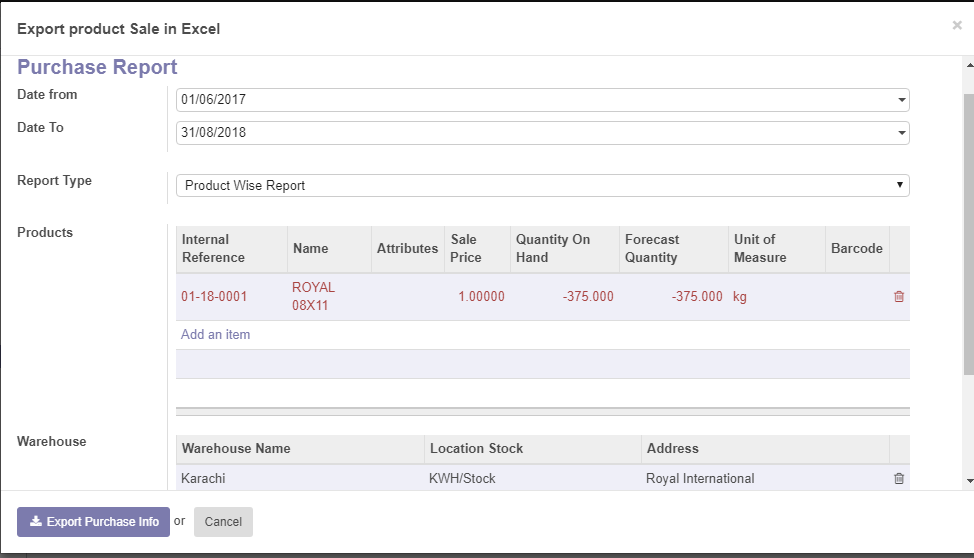 Export product Sale in Excel ×
Purchase Report
Date from 01/06/2017
Date To 31/08/2018
Report Type Product Wise Report
Products
Internal Reference Name Attributes Sale Price Quantity On Hand Forecast Quantity Unit of Measure Barcode
01-18-0001 ROYAL 08X11 1.00000 -375.000 -375.000 kg
Add an item
Warehouse
Warehouse Name Location Stock Address
Karachi KWH/Stock Royal International
Export Purchase Info or Cancel